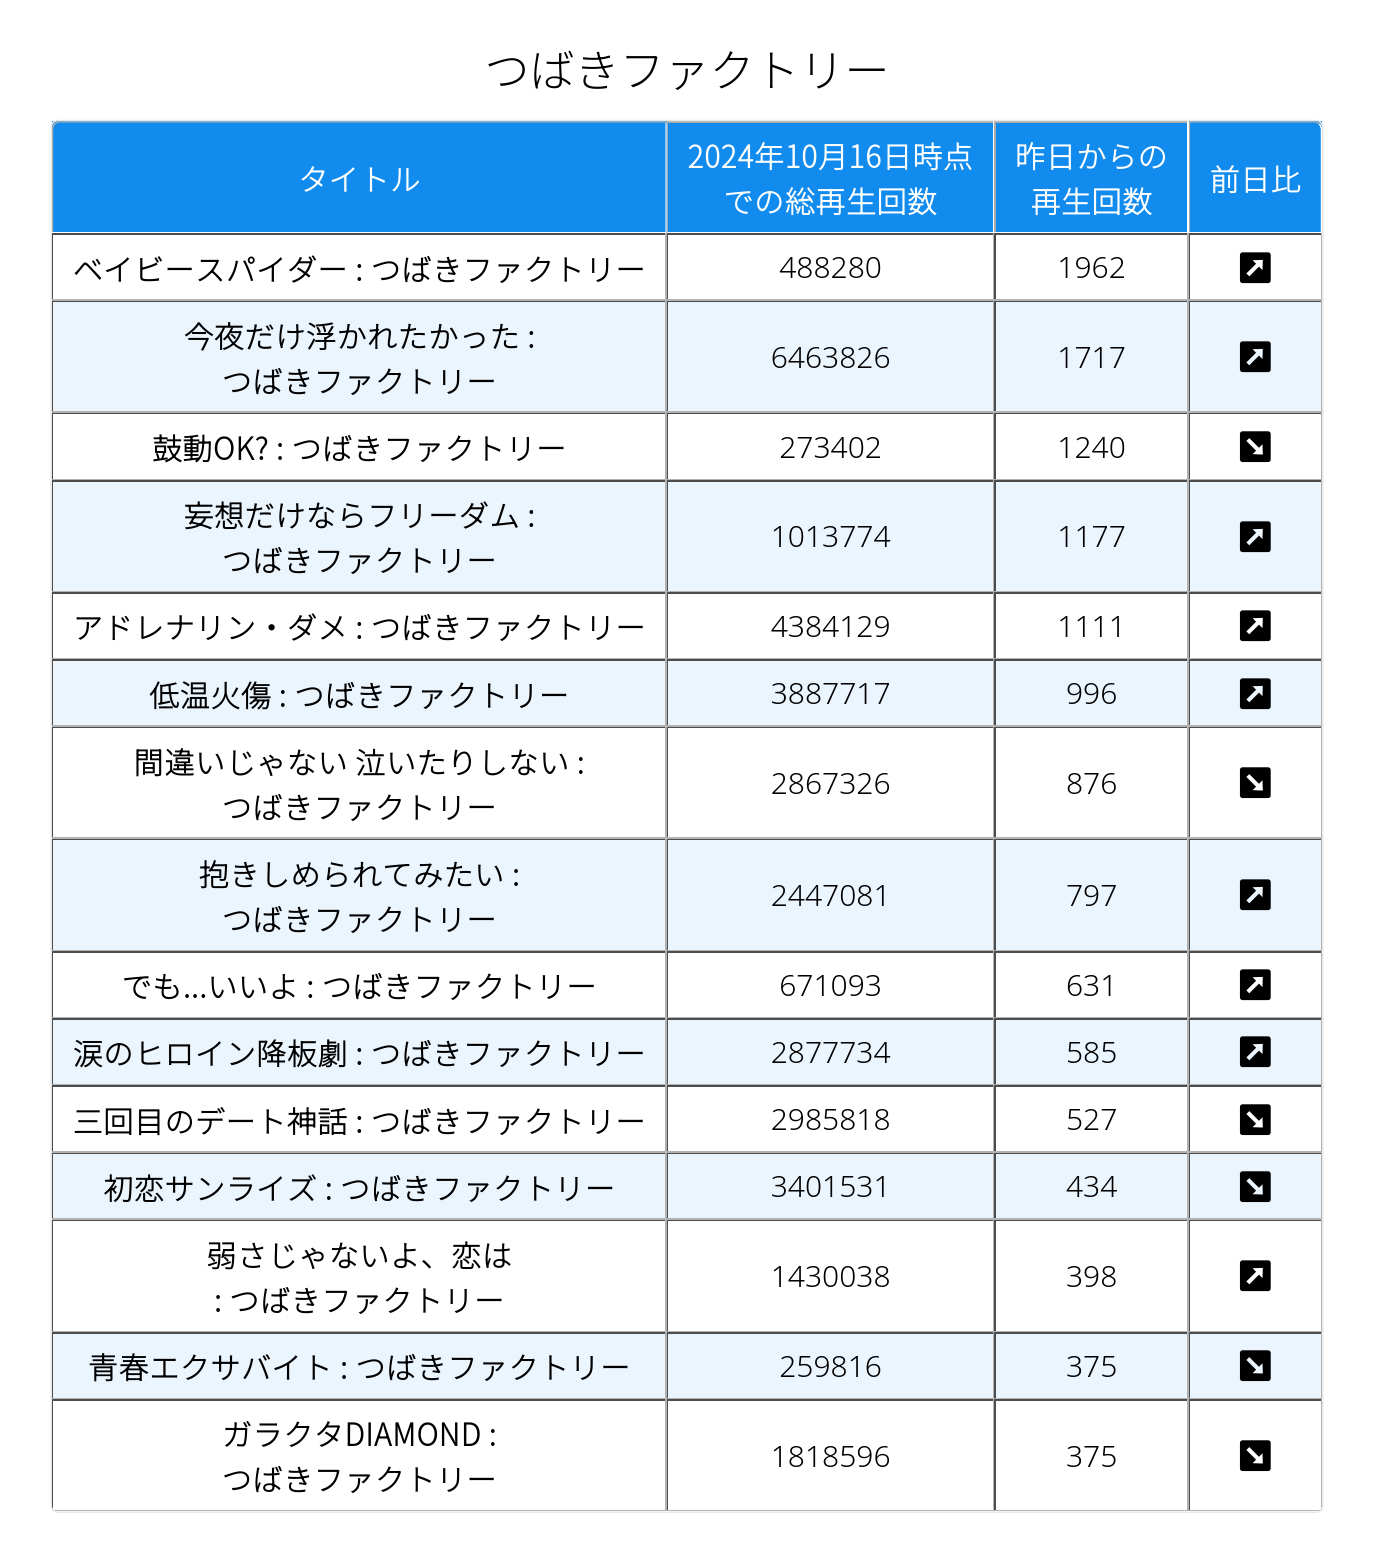 つばきファクトリー
タイトル
2024年10月16日時点
での総再生回数
昨日からの
再生回数
前日比
ベイビースパイダー : つばきファクトリー 488280 1962 ↗
今夜だけ浮かれたかった :
つばきファクトリー
6463826 1717 ↗
鼓動OK? : つばきファクトリー 273402 1240 ↘
妄想だけならフリーダム :
つばきファクトリー
1013774 1177 ↗
アドレナリン・ダメ : つばきファクトリー 4384129 1111 ↗
低温火傷 : つばきファクトリー 3887717 996 ↗
間違いじゃない 泣いたりしない :
つばきファクトリー
2867326 876 ↘
抱きしめられてみたい :
つばきファクトリー
2447081 797 ↗
でも...いいよ : つばきファクトリー 671093 631 ↗
涙のヒロイン降板劇 : つばきファクトリー 2877734 585 ↗
三回目のデート神話 : つばきファクトリー 2985818 527 ↘
初恋サンライズ : つばきファクトリー 3401531 434 ↘
弱さじゃないよ、恋は
: つばきファクトリー
1430038 398 ↗
青春エクサバイト : つばきファクトリー 259816 375 ↘
ガラクタDIAMOND :
つばきファクトリー
1818596 375 ↘